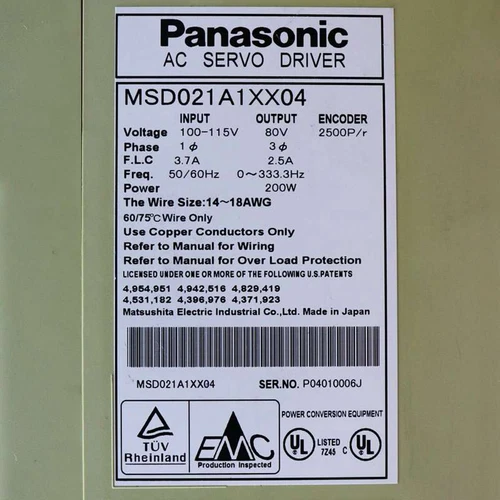 Panasonic
AC SERVO DRIVER
MSD021A1XX04
INPUT OUTPUT ENCODER
Voltage 100-115V 80V 2500P/r
Phase 1ϕ 3ϕ
F.L.C 3.7A 2.5A
Freq. 50/60Hz 0~333.3Hz
Power 200W
The Wire Size:14~18AWG
60/75℃ Wire Only
Use Copper Conductors Only
Refer to Manual for Wiring
Refer to Manual for Over Load Protection
LICENSED UNDER ONE OR MORE OF THE FOLLOWING U.S.PATENTS
4,954,951 4,942,516 4,829,419
4,531,182 4,396,976 4,371,923
Matsushita Electric Industrial Co.,Ltd. Made in Japan
MSD021A1XX04 SER.NO. P04010006J
TÜV
Rheinland
EMC
Production Inspected
POWER CONVERSION EQUIPMENT
UL LISTED 7Z45 C UL